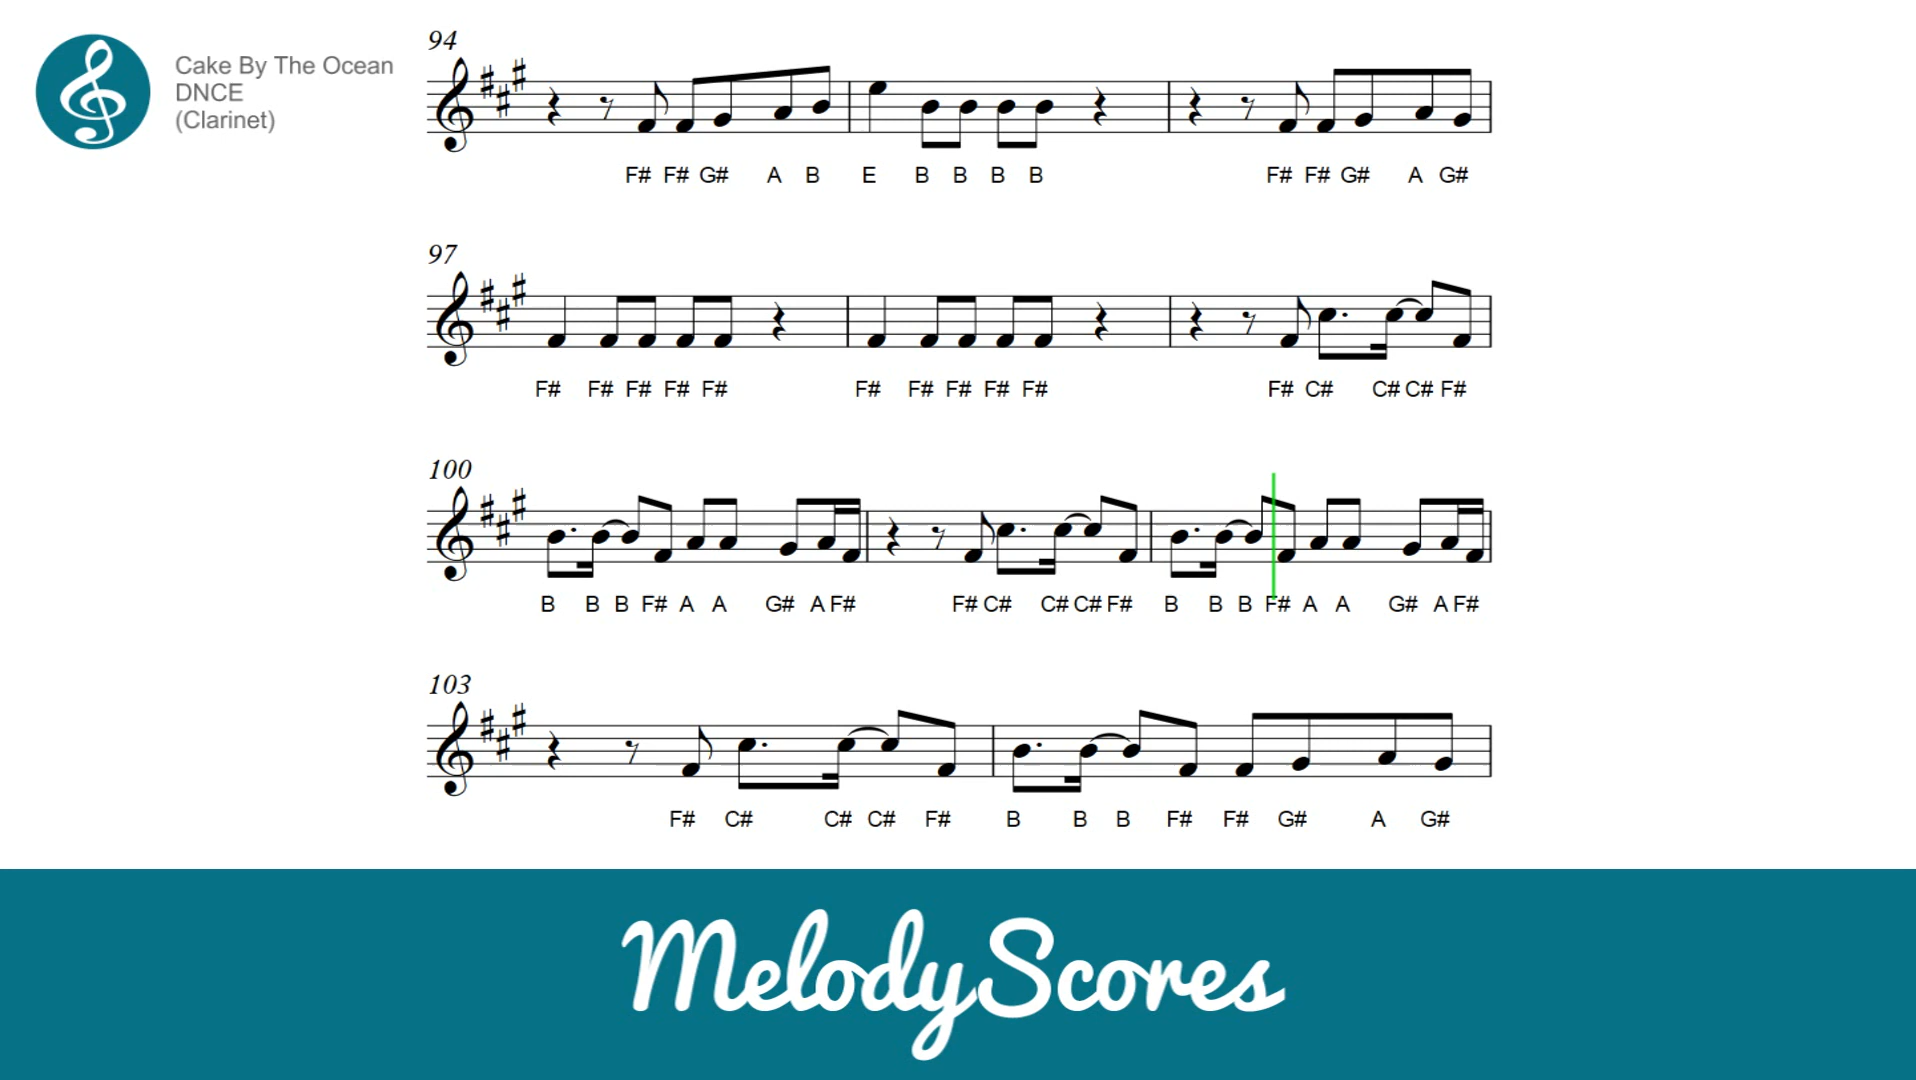 Cake By The Ocean
DNCE
(Clarinet)
94
F# F# G# A B E B B B B F# F# G# A G#
97
F# F# F# F# F# F# F# F# F# F# F# C# C# C# F#
100
B B B F# A A G# A F# F# C# C# C# F# B B B F# A A G# A F#
103
F# C# C# C# F# B B B F# F# G# A G#
MelodyScores